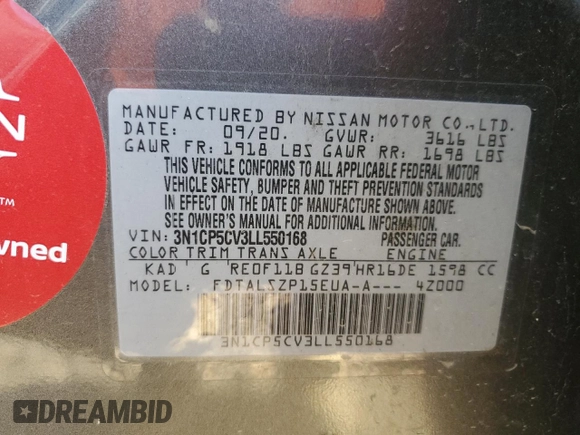 MANUFACTURED BY NISSAN MOTOR CO., LTD.
DATE: 09/20. GVWR: 3616 LBS
GAWR FR: 1918 LBS GAWR RR: 1698 LBS
THIS VEHICLE CONFORMS TO ALL APPLICABLE FEDERAL MOTOR
VEHICLE SAFETY, BUMPER AND THEFT PREVENTION STANDARDS
IN EFFECT ON THE DATE OF MANUFACTURE SHOWN ABOVE.
SEE OWNER'S MANUAL FOR ADDITIONAL INFORMATION.
VIN: 3N1CP5CV3LL550168 PASSENGER CAR.
COLOR TRIM TRANS AXLE ENGINE
KAD G RE0F11B GZ39 HR16DE 1598 CC
MODEL: FDTALSZP15EUA-A--- 4Z000
3N1CP5CV3LL550168
TM
wned
DREAMBID